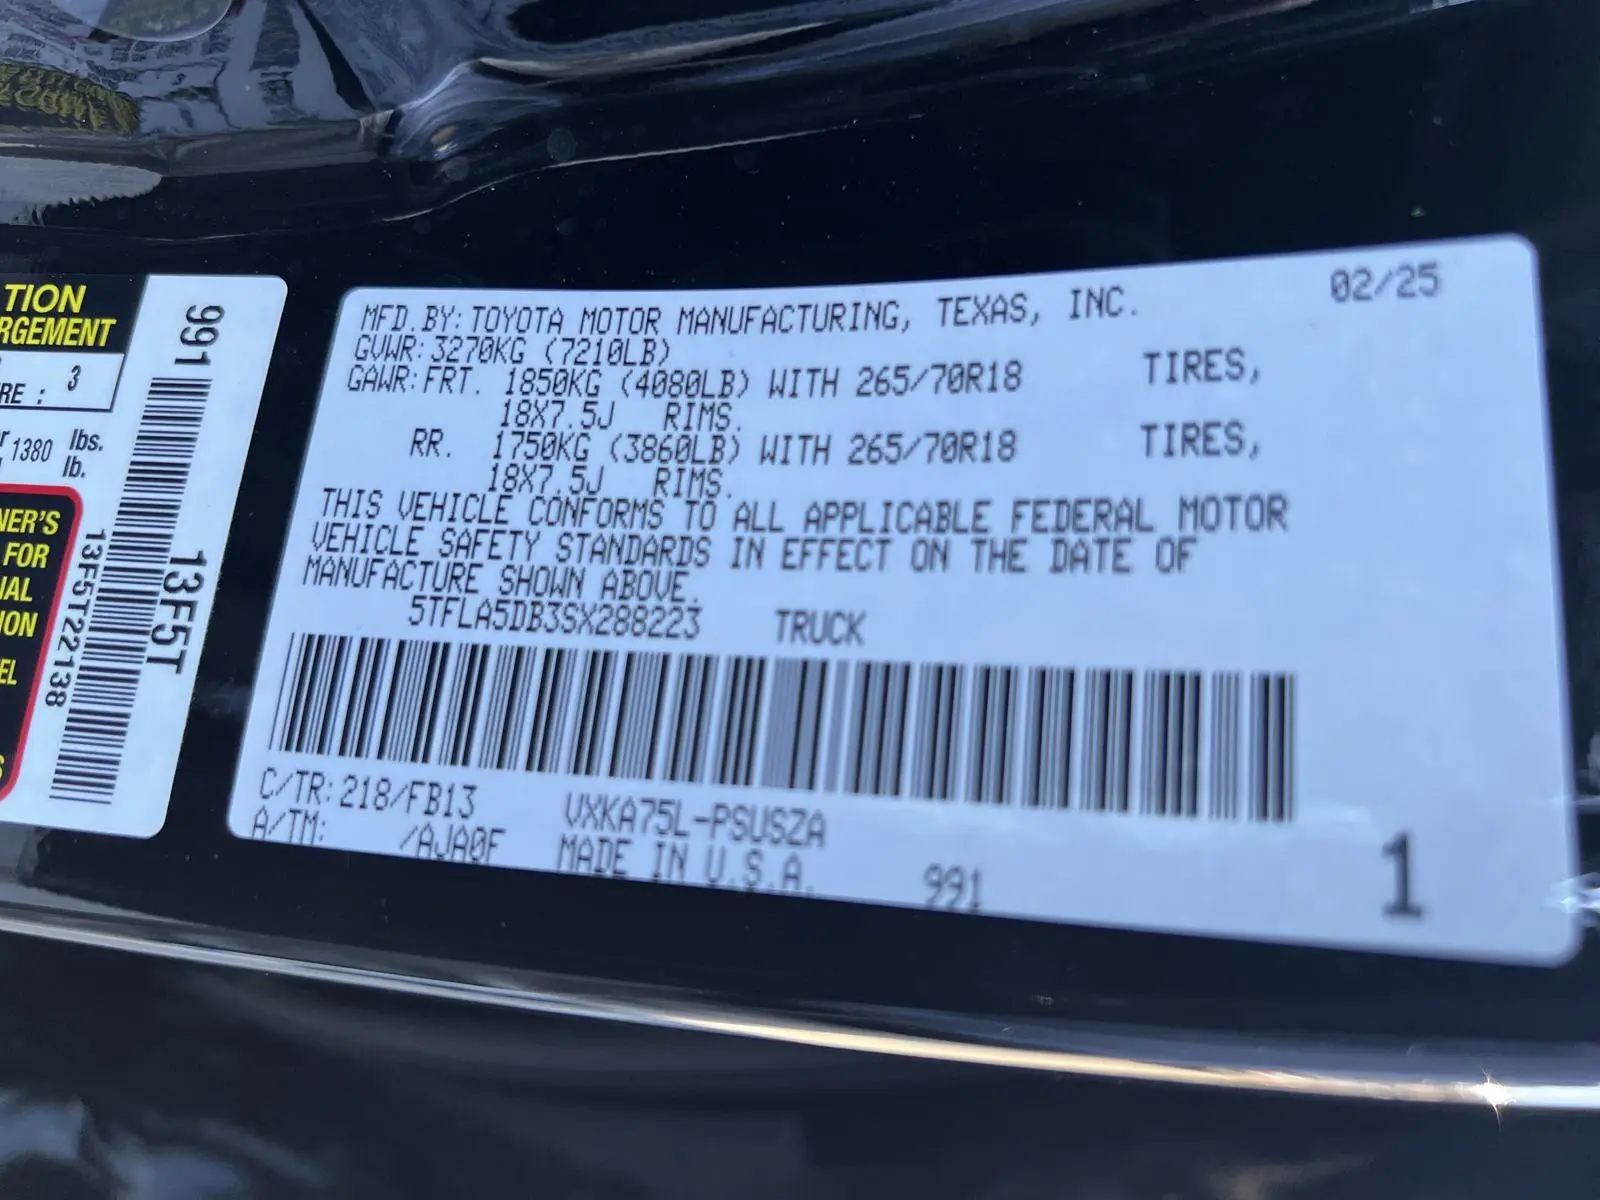 TION
RGEMENT
RE : 3
1380 lbs.
lb.
NER'S
FOR
IAL
ION
EL
S
991
13F5T22138
13F5T
02/25
MFD.BY: TOYOTA MOTOR MANUFACTURING, TEXAS, INC.
GVWR: 3270KG (7210LB)
GAWR: FRT. 1850KG (4080LB) WITH 265/70R18 TIRES,
18X7.5J RIMS.
RR. 1750KG (3860LB) WITH 265/70R18 TIRES,
18X7.5J RIMS.
THIS VEHICLE CONFORMS TO ALL APPLICABLE FEDERAL MOTOR
VEHICLE SAFETY STANDARDS IN EFFECT ON THE DATE OF
MANUFACTURE SHOWN ABOVE.
5TFLA5DB3SX288223 TRUCK
C/TR: 218/FB13 VXKA75L-PSUSZA
A/TM: /AJA0F MADE IN U.S.A. 991 1